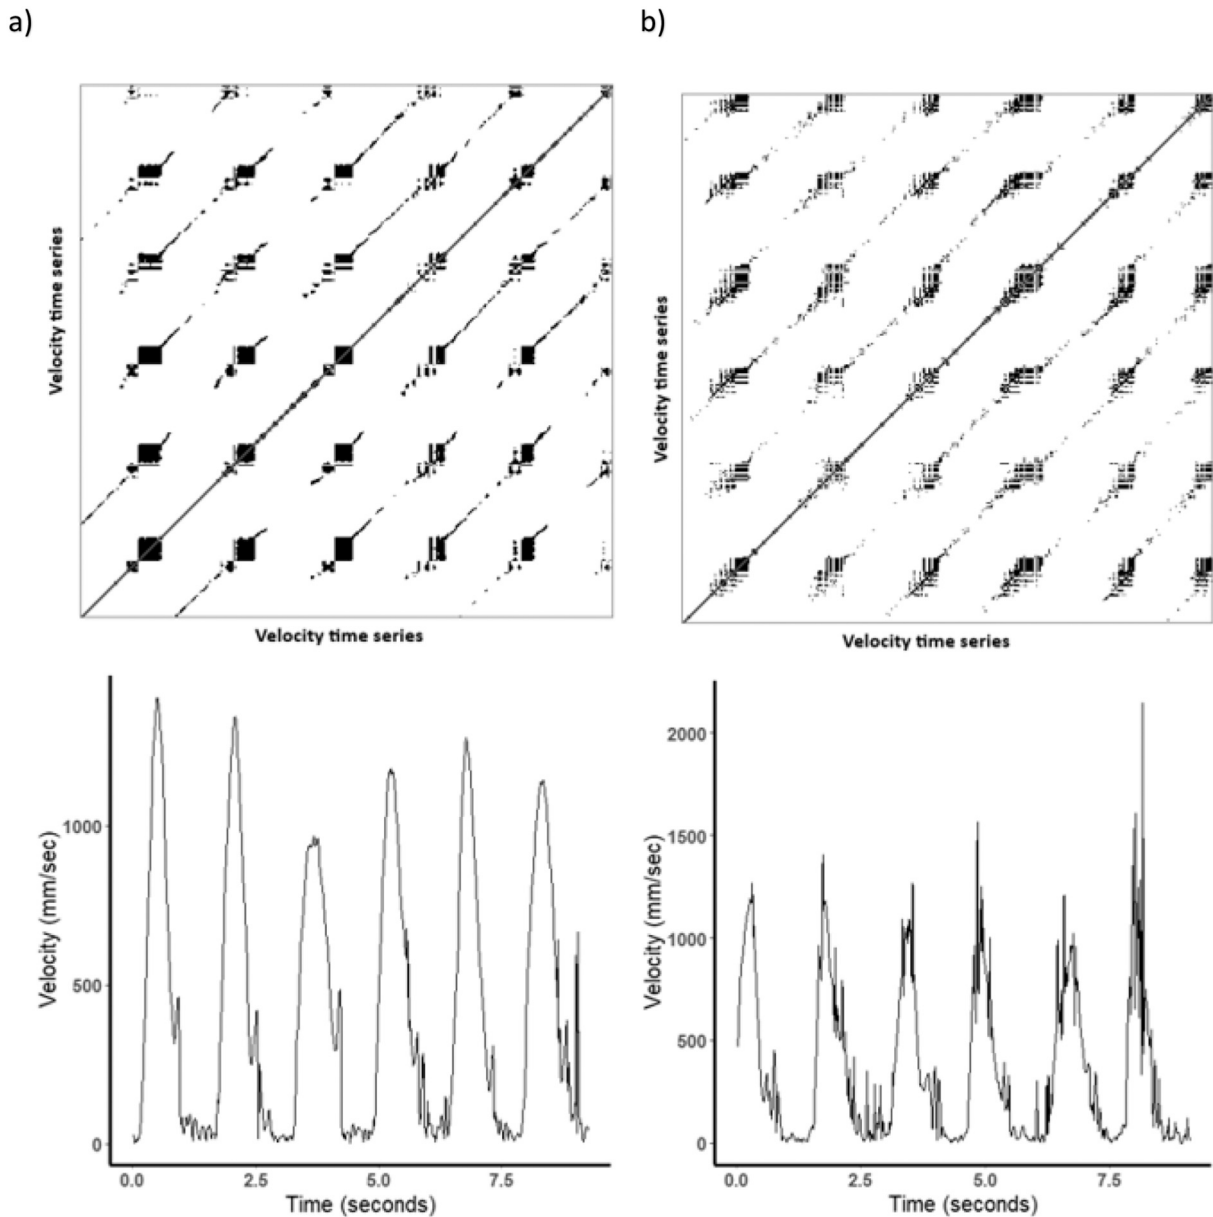 a)
b)
Velocity time series
Velocity time series
Velocity time series
Velocity time series
Velocity (mm/sec)
1000
500
0
0.0 2.5 5.0 7.5
Time (seconds)
Velocity (mm/sec)
2000
1500
1000
500
0
0.0 2.5 5.0 7.5
Time (seconds)